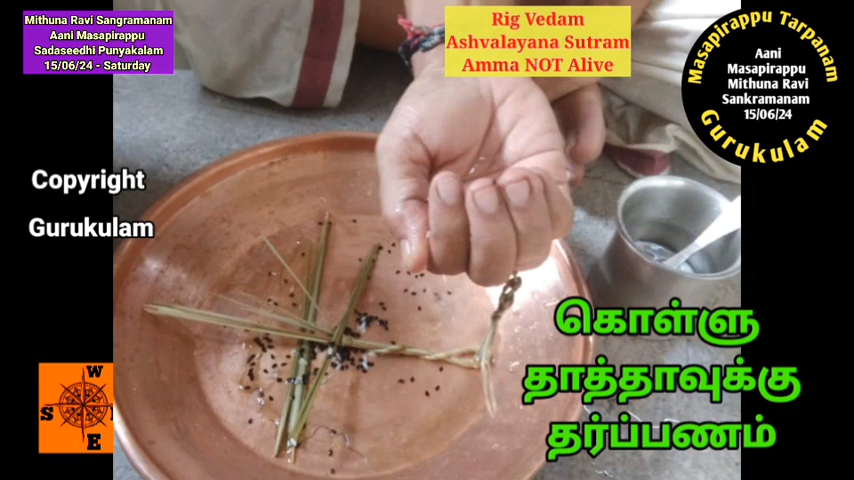 Mithuna Ravi Sangramanam
Aani Masapirappu
Sadaseedhi Punyakalam
15/06/24 - Saturday
Rig Vedam
Ashvalayana Sutram
Amma NOT Alive
Masapirappu Tarpanam
Aani
Masapirappu
Mithuna Ravi
Sankramanam
15/06/24
Gurukulam
Copyright
Gurukulam
கொள்ளு
தாத்தாவுக்கு
தர்ப்பணம்
W
S
E